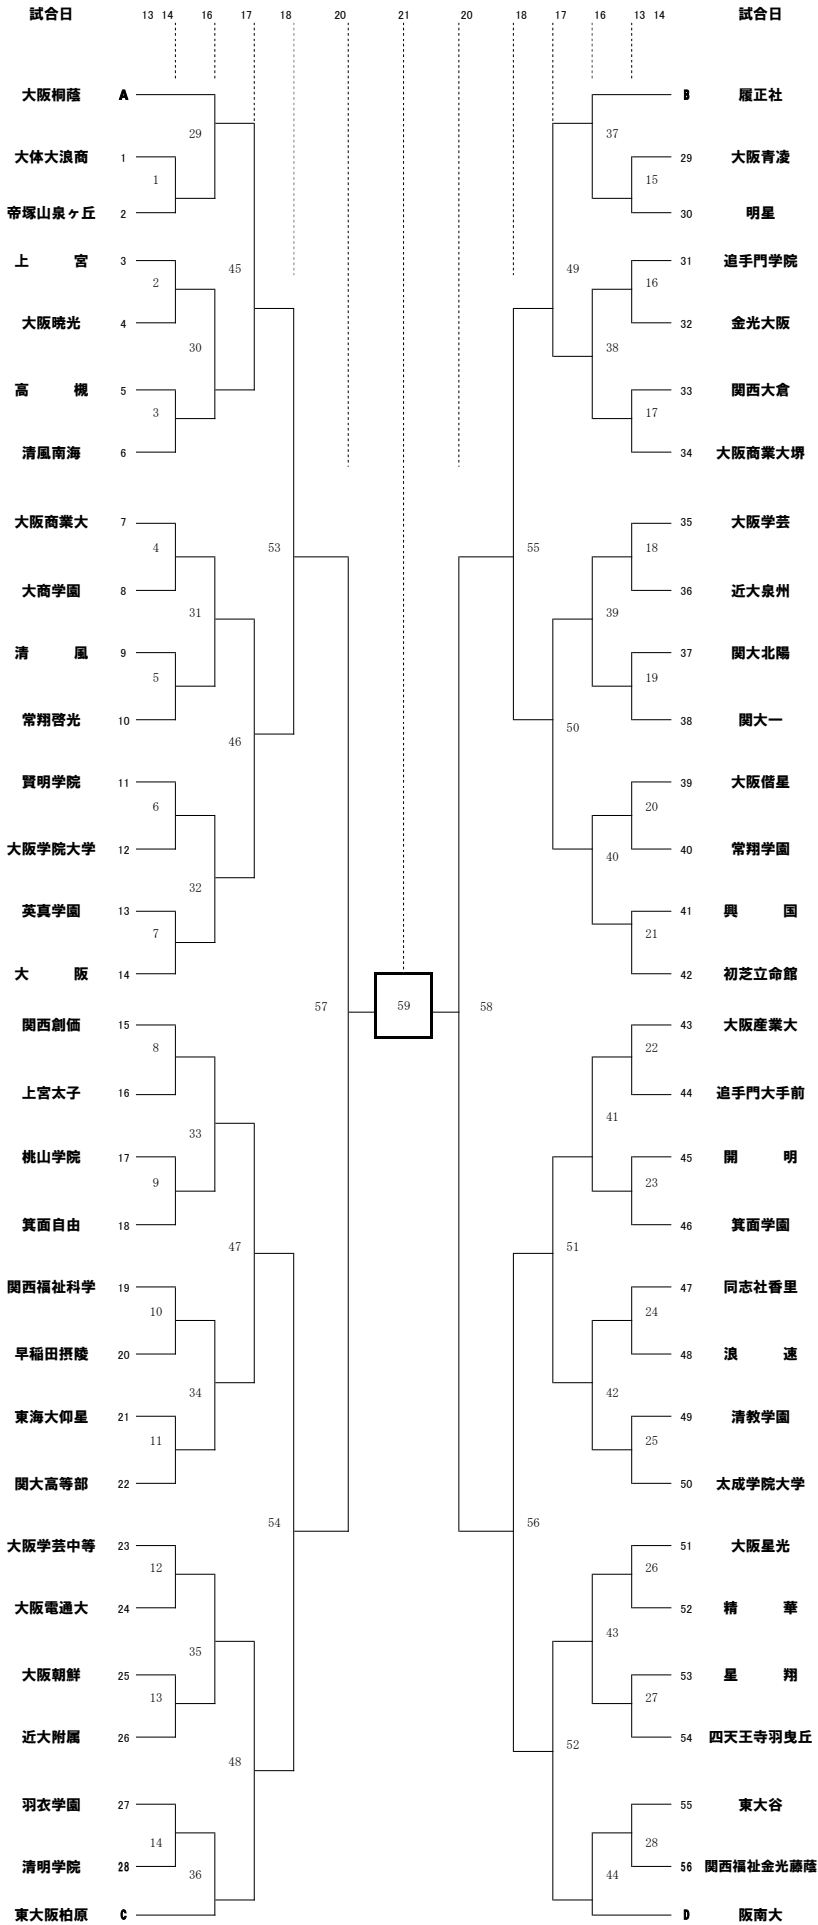 試合日 13 14 16 17 18 20 21 20 18 17 16 13 14 試合日
大阪桐蔭 A B 履正社
29 37
大体大浪商 1 29 大阪青凌
1 15
帝塚山泉ヶ丘 2 30 明星
上 宮 3 31 追手門学院
45 49
2 16
大阪暁光 4 32 金光大阪
30 38
高 槻 5 33 関西大倉
3 17
清風南海 6 34 大阪商業大堺
大阪商業大 7 35 大阪学芸
4 53 55 18
大商学園 8 36 近大泉州
31 39
清 風 9 37 関大北陽
5 19
常翔啓光 10 38 関大一
46 50
賢明学院 11 39 大阪偕星
6 20
大阪学院大学 12 40 常翔学園
32 40
英真学園 13 41 興 国
7 21
大 阪 14 42 初芝立命館
57 59 58
関西創価 15 43 大阪産業大
8 22
上宮太子 16 44 追手門大手前
33 41
桃山学院 17 45 開 明
9 23
箕面自由 18 46 箕面学園
47 51
関西福祉科学 19 47 同志社香里
10 24
早稲田摂陵 20 48 浪 速
34 42
東海大仰星 21 49 清教学園
11 25
関大高等部 22 50 太成学院大学
54 56
大阪学芸中等 23 51 大阪星光
12 26
大阪電通大 24 52 精 華
35 43
大阪朝鮮 25 53 星 翔
13 27
近大附属 26 54 四天王寺羽曳丘
48 52
羽衣学園 27 55 東大谷
14 28
清明学院 28 56 関西福祉金光藤蔭
36 44
東大阪柏原 C D 阪南大